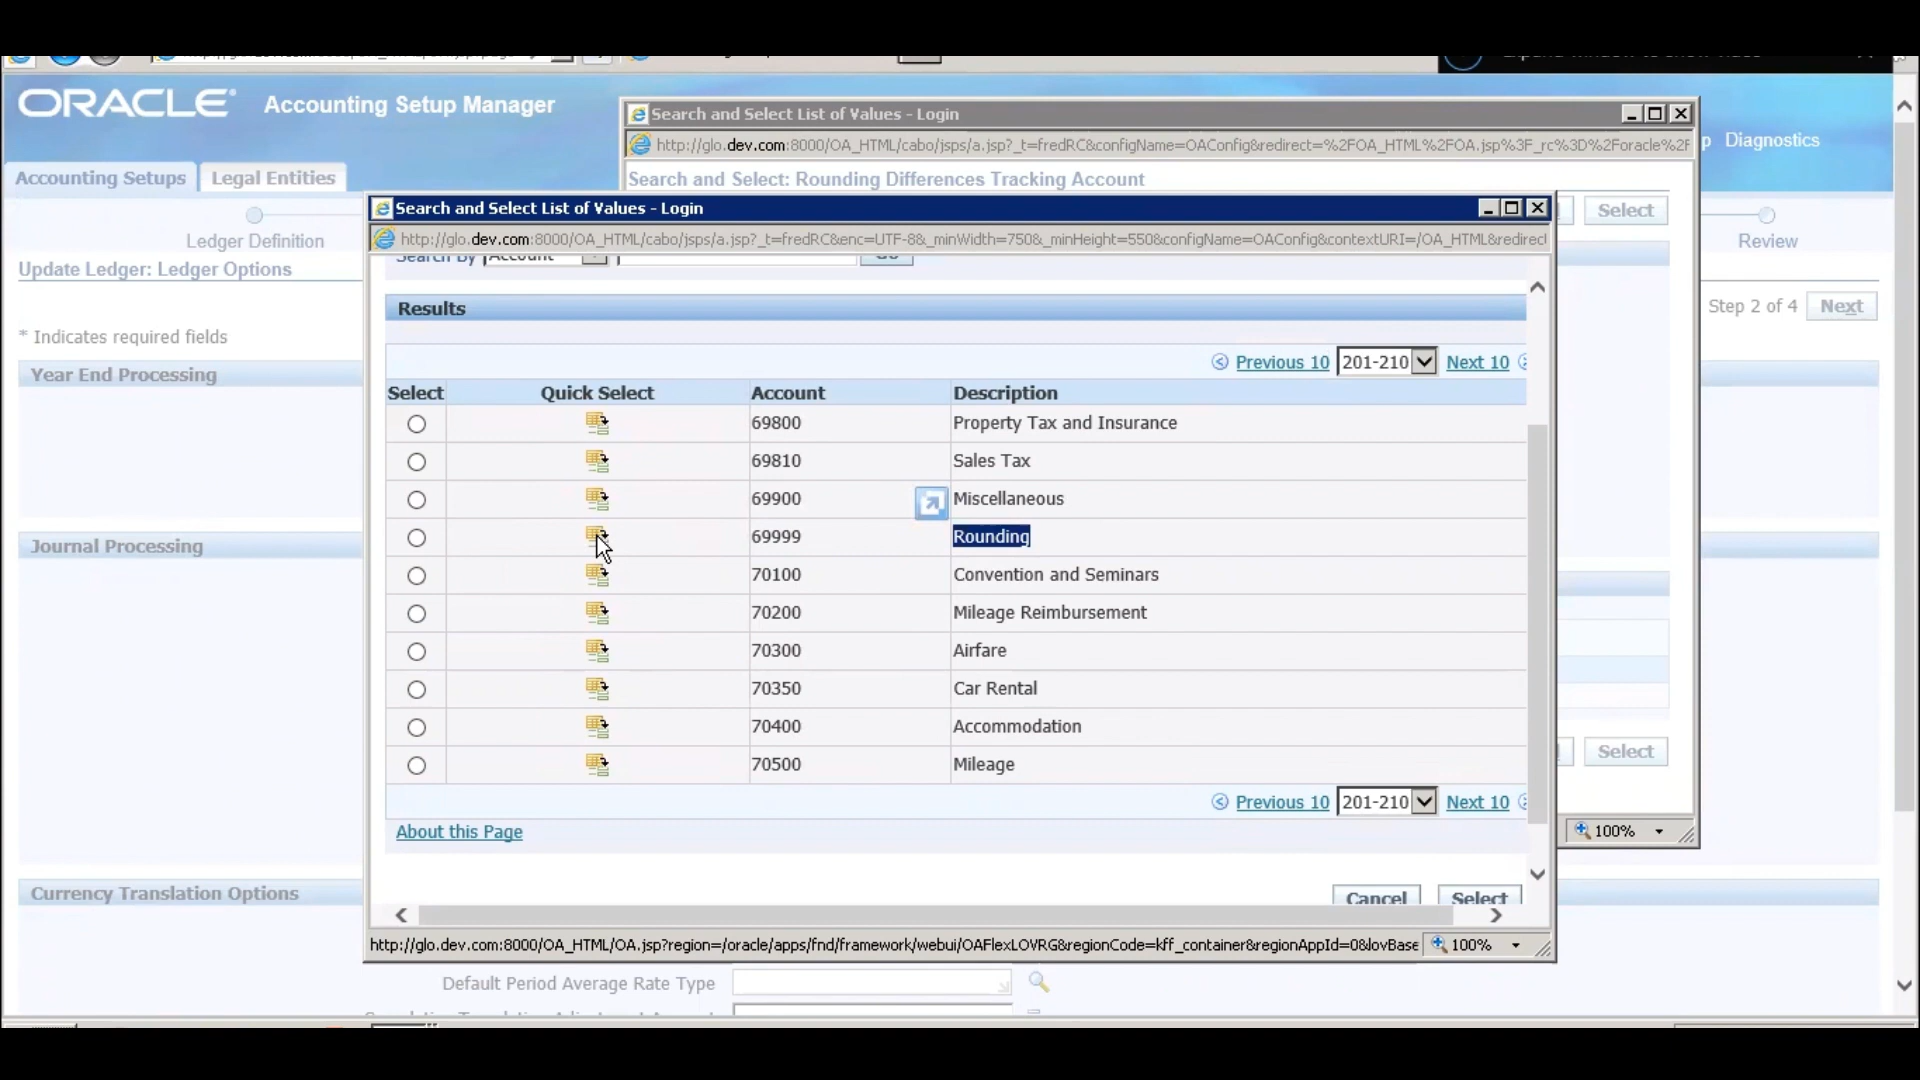 ORACLE® Accounting Setup Manager
Search and Select List of Values - Login
http://glo.dev.com:8000/OA_HTML/cabo/jsps/a.jsp?_t=fredRC&configName=OAConfig&redirect=%2FOA_HTML%2FOA.jsp%3F_rc%3D%2Foracle%2F
Diagnostics
Accounting Setups Legal Entities
Search and Select: Rounding Differences Tracking Account
Search and Select List of Values - Login
Select
http://glo.dev.com:8000/OA_HTML/cabo/jsps/a.jsp?_t=fredRC&enc=UTF-8&_minWidth=750&_minHeight=550&configName=OAConfig&contextURI=/OA_HTML&redirect
Ledger Definition
Review
Search By Account Go
Update Ledger: Ledger Options
Results
Step 2 of 4 Next
* Indicates required fields
Previous 10 201-210 Next 10
Year End Processing
Select Quick Select Account Description
69800 Property Tax and Insurance
69810 Sales Tax
69900 Miscellaneous
69999 Rounding
Journal Processing
70100 Convention and Seminars
70200 Mileage Reimbursement
70300 Airfare
70350 Car Rental
70400 Accommodation
Select
70500 Mileage
Previous 10 201-210 Next 10
About this Page
100%
Currency Translation Options
Cancel Select
http://glo.dev.com:8000/OA_HTML/OA.jsp?region=/oracle/apps/fnd/framework/webui/OAFlexLOVRG&regionCode=kff_container&regionAppId=0&lovBase
100%
Default Period Average Rate Type